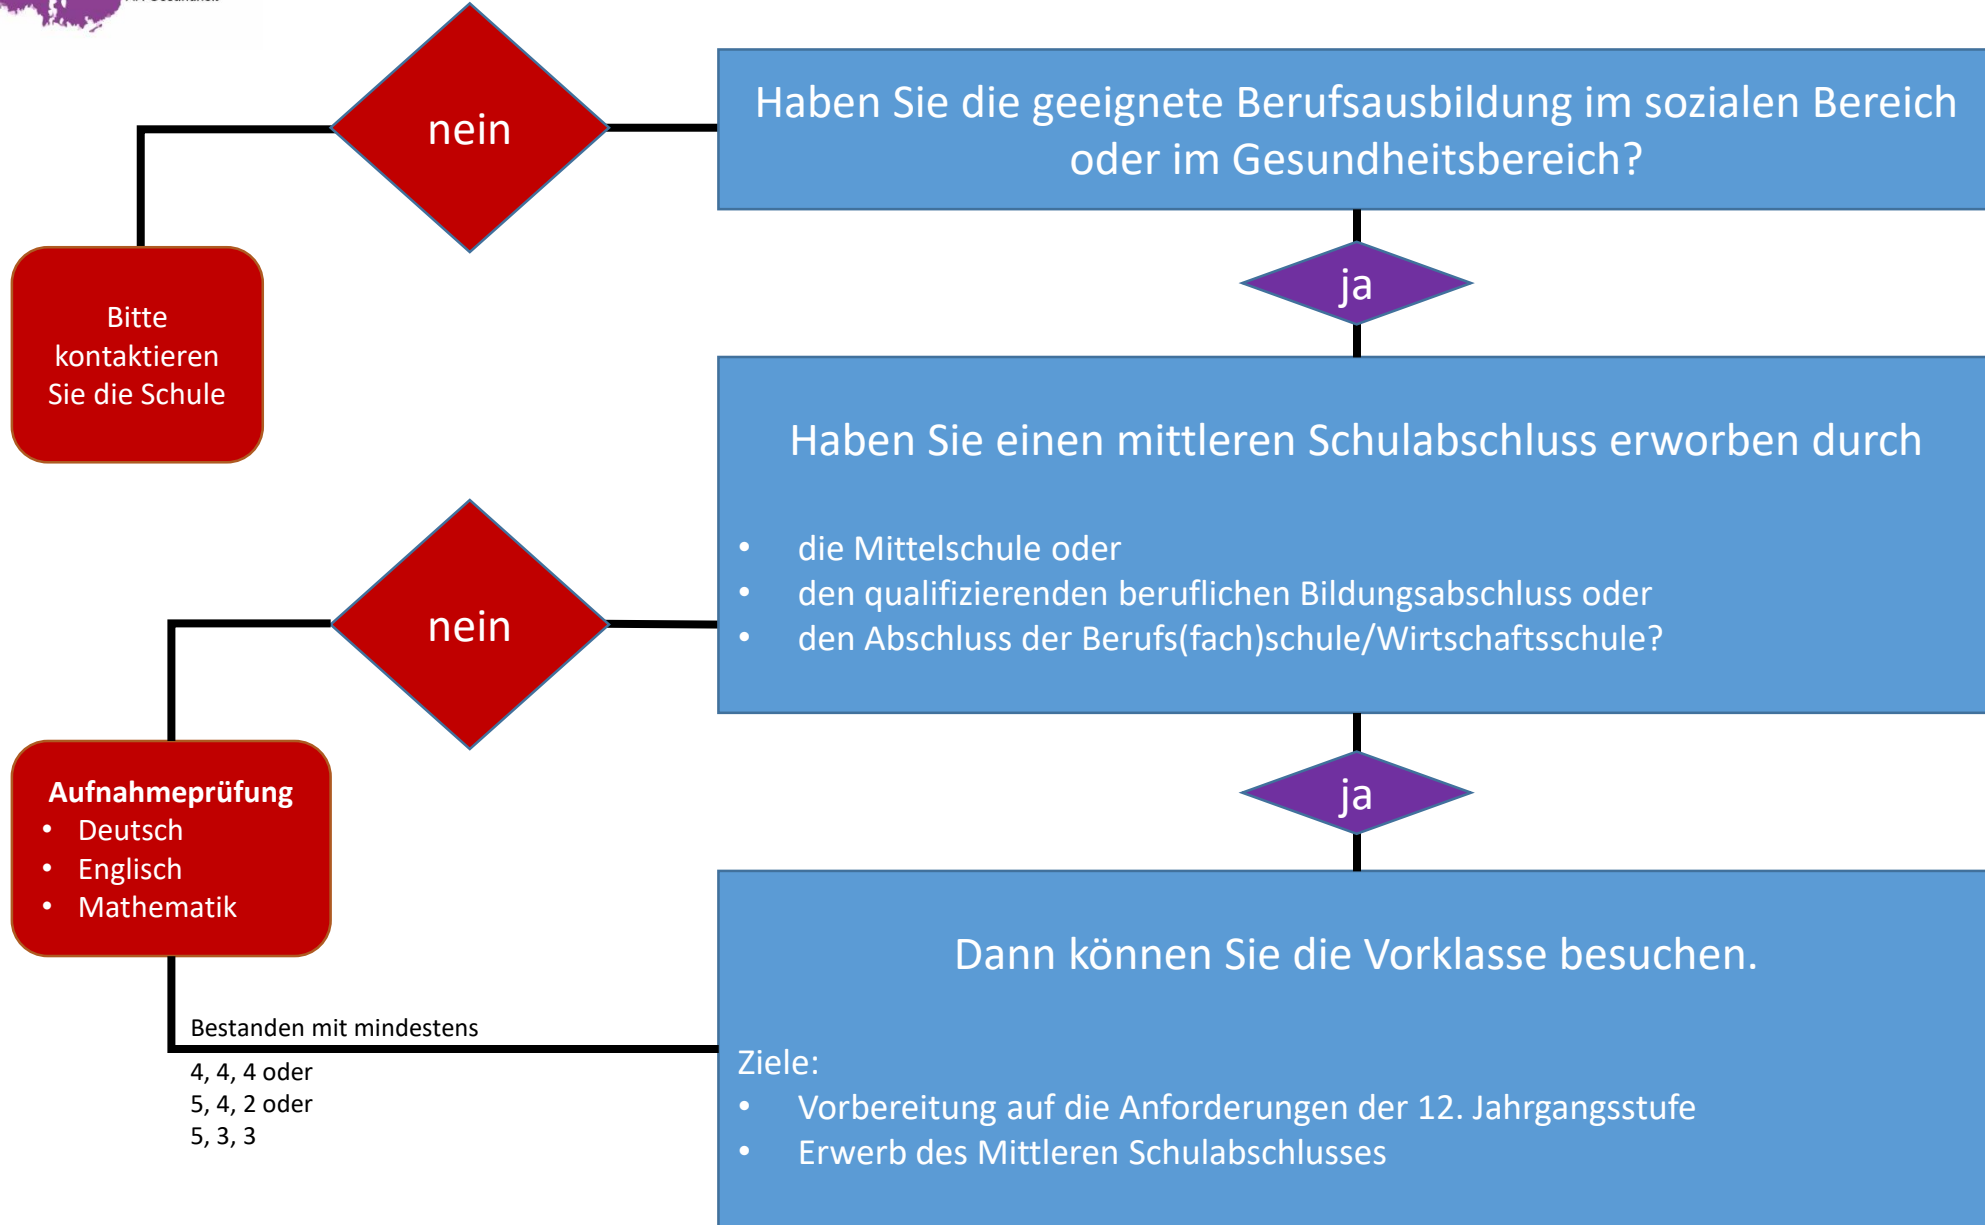 nein
Haben Sie die geeignete Berufsausbildung im sozialen Bereich
oder im Gesundheitsbereich?
ja
Bitte
kontaktieren
Sie die Schule
Haben Sie einen mittleren Schulabschluss erworben durch
• die Mittelschule oder
• den qualifizierenden beruflichen Bildungsabschluss oder
• den Abschluss der Berufs(fach)schule/Wirtschaftsschule?
nein
ja
Aufnahmeprüfung
• Deutsch
• Englisch
• Mathematik
Bestanden mit mindestens
4, 4, 4 oder
5, 4, 2 oder
5, 3, 3
Dann können Sie die Vorklasse besuchen.
Ziele:
• Vorbereitung auf die Anforderungen der 12. Jahrgangsstufe
• Erwerb des Mittleren Schulabschlusses